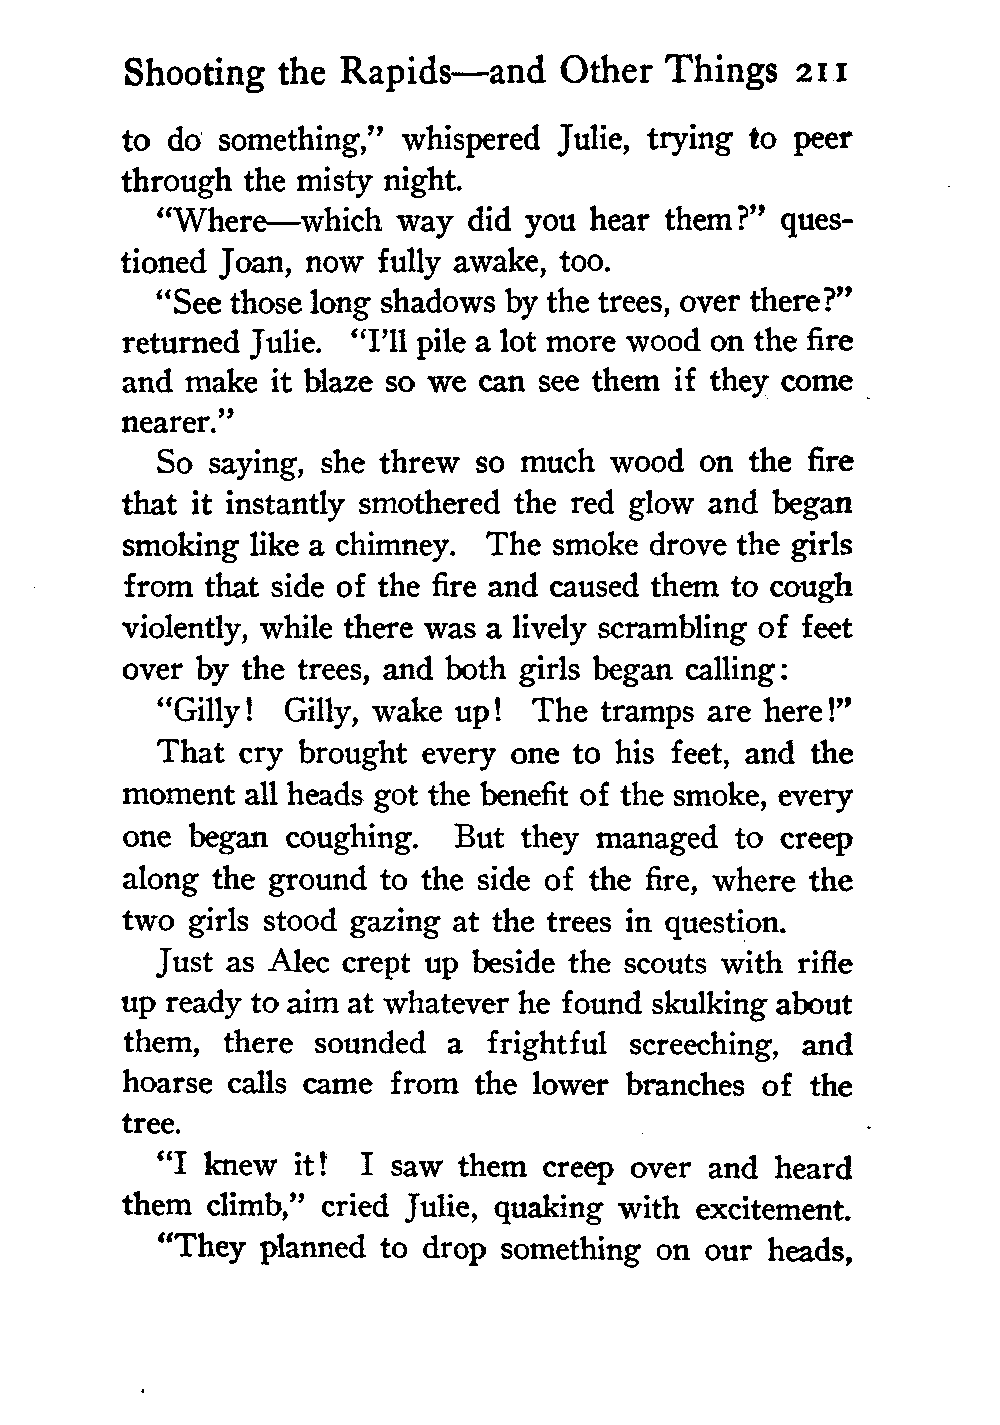 Shooting the Rapids—and Other Things 211
to do something,” whispered Julie, trying to peer
through the misty night.
“Where—which way did you hear them?” ques-
tioned Joan, now fully awake, too.
“See those long shadows by the trees, over there?”
returned Julie. “I’ll pile a lot more wood on the fire
and make it blaze so we can see them if they come
nearer.”
So saying, she threw so much wood on the fire
that it instantly smothered the red glow and began
smoking like a chimney. The smoke drove the girls
from that side of the fire and caused them to cough
violently, while there was a lively scrambling of feet
over by the trees, and both girls began calling:
“Gilly! Gilly, wake up! The tramps are here!”
That cry brought every one to his feet, and the
moment all heads got the benefit of the smoke, every
one began coughing. But they managed to creep
along the ground to the side of the fire, where the
two girls stood gazing at the trees in question.
Just as Alec crept up beside the scouts with rifle
up ready to aim at whatever he found skulking about
them, there sounded a frightful screeching, and
hoarse calls came from the lower branches of the
tree.
“I knew it! I saw them creep over and heard
them climb,” cried Julie, quaking with excitement.
“They planned to drop something on our heads,